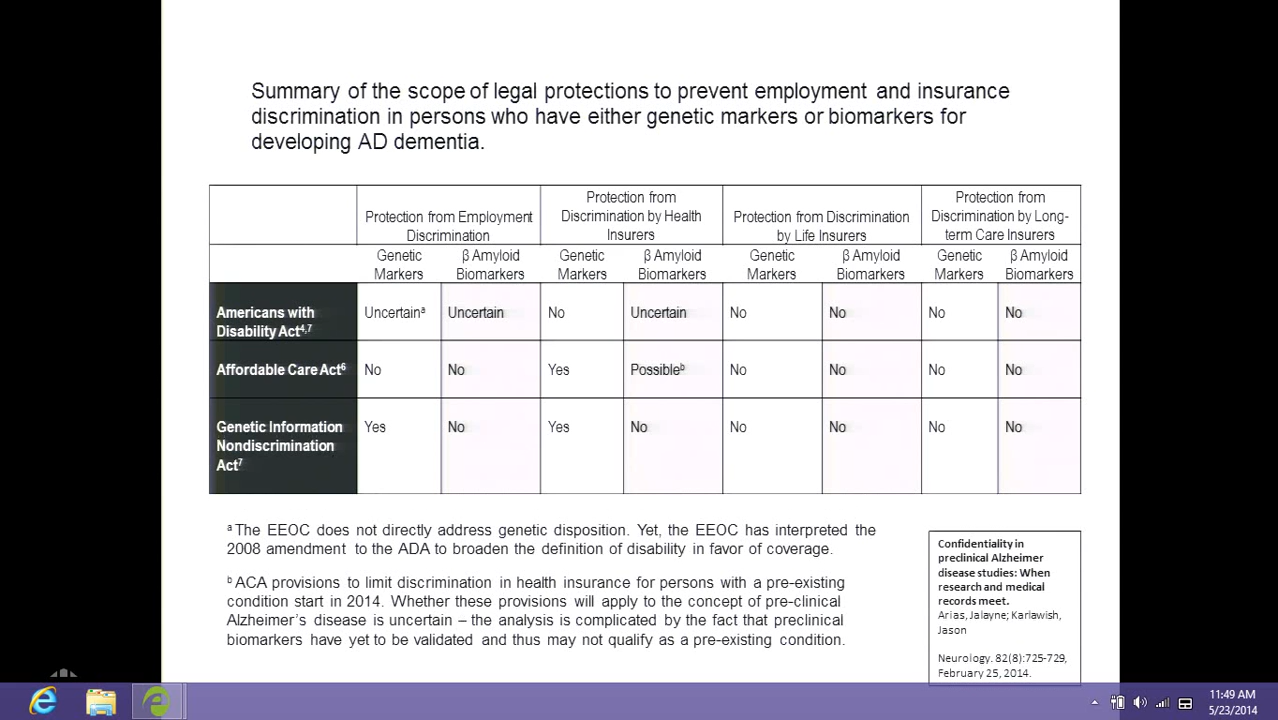 Summary of the scope of legal protections to prevent employment and insurance
discrimination in persons who have either genetic markers or biomarkers for
developing AD dementia.
Protection from Employment
Discrimination
Protection from
Discrimination by Health
Insurers
Protection from Discrimination
by Life Insurers
Protection from
Discrimination by Long-
term Care Insurers
Genetic
Markers
β Amyloid
Biomarkers
Genetic
Markers
β Amyloid
Biomarkers
Genetic
Markers
β Amyloid
Biomarkers
Genetic
Markers
β Amyloid
Biomarkers
Americans with
Disability Act4,7
Uncertainᵃ
Uncertain
No
Uncertain
No
No
No
No
Affordable Care Act6
No
No
Yes
Possibleᵇ
No
No
No
No
Genetic Information
Nondiscrimination
Act7
Yes
No
Yes
No
No
No
No
No
ᵃ The EEOC does not directly address genetic disposition. Yet, the EEOC has interpreted the
2008 amendment to the ADA to broaden the definition of disability in favor of coverage.
ᵇ ACA provisions to limit discrimination in health insurance for persons with a pre-existing
condition start in 2014. Whether these provisions will apply to the concept of pre-clinical
Alzheimer's disease is uncertain – the analysis is complicated by the fact that preclinical
biomarkers have yet to be validated and thus may not qualify as a pre-existing condition.
Confidentiality in
preclinical Alzheimer
disease studies: When
research and medical
records meet.
Arias, Jalayne; Karlawish,
Jason
Neurology. 82(8):725-729,
February 25, 2014.
11:49 AM
5/23/2014